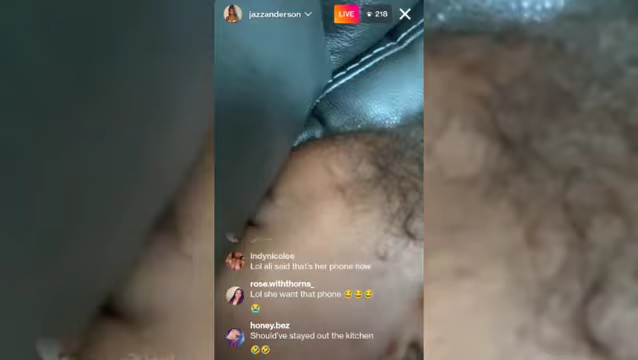 jazzanderson
LIVE
218
indynicolee
Lol ali said that's her phone now
rose.withthorns_
Lol she want that phone 😂😂😂
😭
honey.bez
Should've stayed out the kitchen
🤣🤣